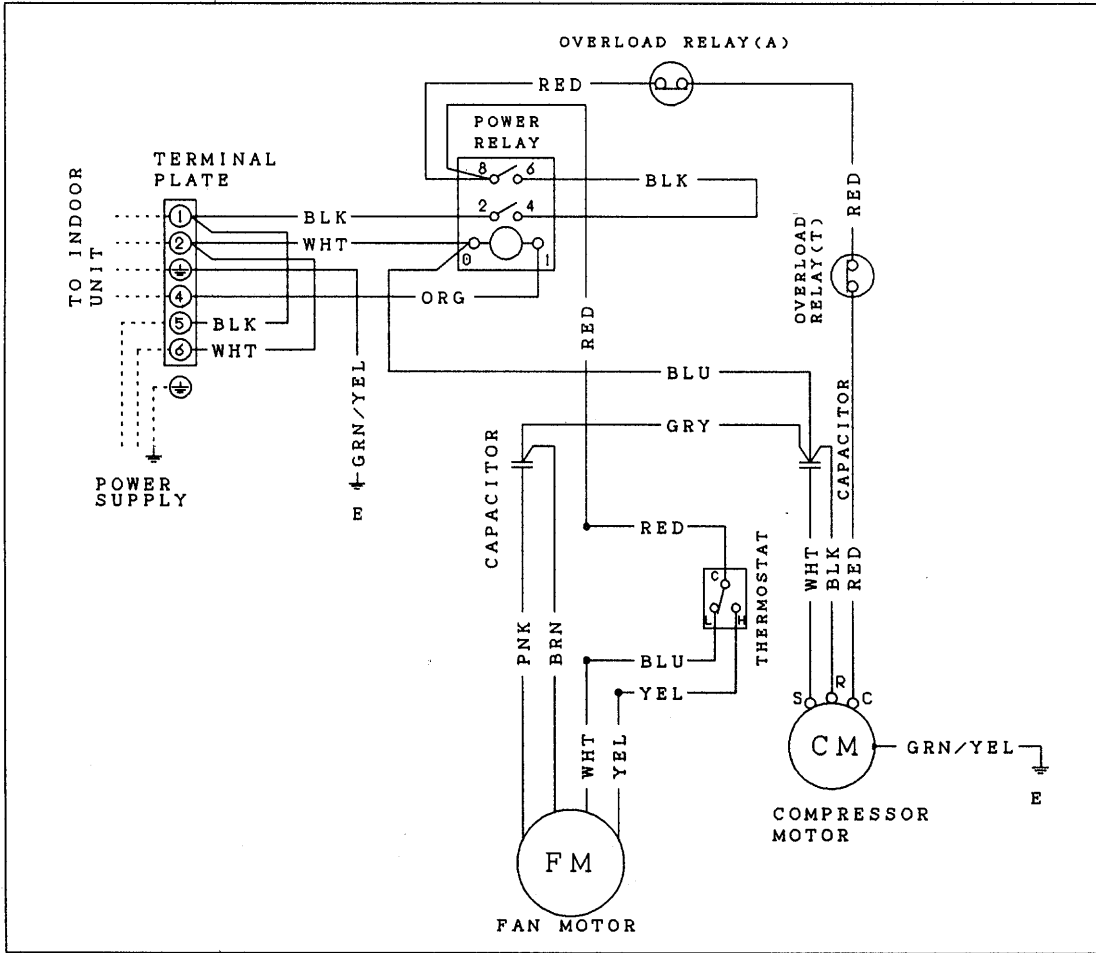 OVERLOAD RELAY(A)
RED
POWER
RELAY
8 6
BLK
RED
TERMINAL
PLATE
TO INDOOR
UNIT
1
BLK
2 4
2
WHT
0 1
OVERLOAD
RELAY(T)
4
ORG
5
BLK
RED
6
WHT
BLU
GRN/YEL
CAPACITOR
GRY
CAPACITOR
POWER
SUPPLY
E
RED
WHT
BLK
RED
C
L H
THERMOSTAT
PNK
BRN
BLU
YEL
S R C
WHT
YEL
CM
GRN/YEL
E
COMPRESSOR
MOTOR
FM
FAN MOTOR